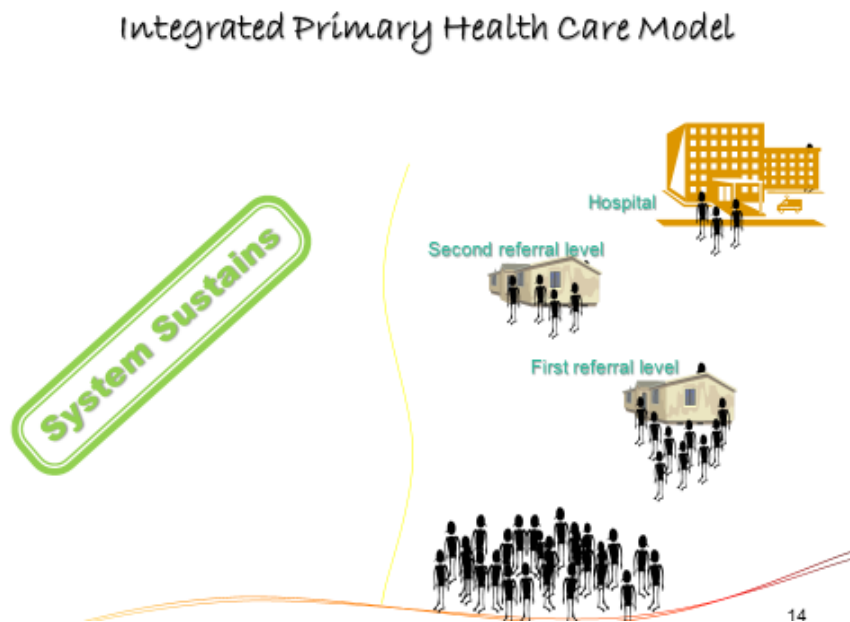 Integrated Primary Health Care Model
Hospital
Second referral level
System Sustains
First referral level
14